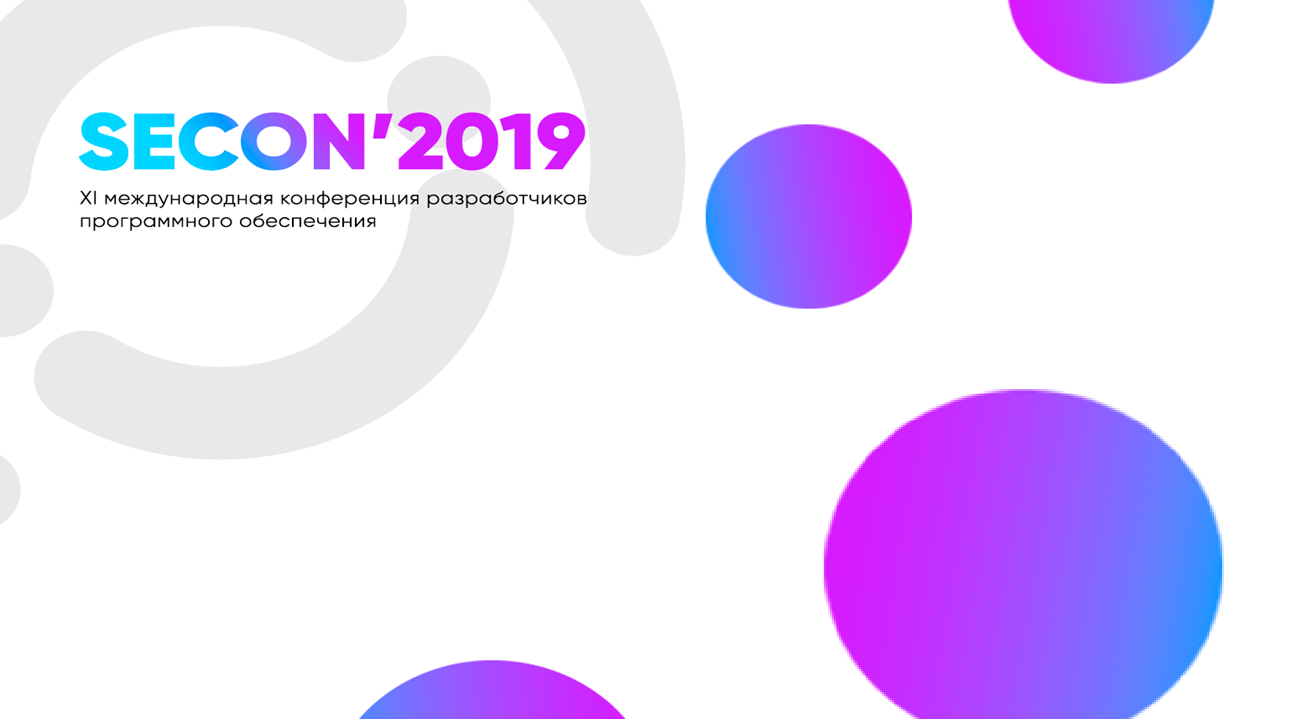 SECON'2019
XI международная конференция разработчиков
программного обеспечения